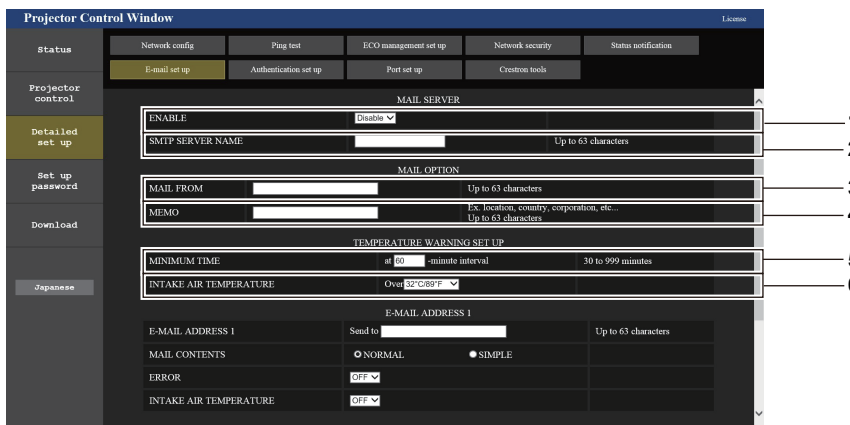 Projector Control Window License
Status
Network config Ping test ECO management set up Network security Status notification
E-mail set up Authentication set up Port set up Crestron tools
Projector
control
Detailed
set up
Set up
password
Download
Japanese
MAIL SERVER
ENABLE Disable
SMTP SERVER NAME Up to 63 characters
MAIL OPTION
MAIL FROM Up to 63 characters
MEMO Ex. location, country, corporation, etc...
Up to 63 characters
TEMPERATURE WARNING SET UP
MINIMUM TIME at 60 -minute interval 30 to 999 minutes
INTAKE AIR TEMPERATURE Over 32°C/89°F
E-MAIL ADDRESS 1
E-MAIL ADDRESS 1 Send to Up to 63 characters
MAIL CONTENTS NORMAL SIMPLE
ERROR OFF
INTAKE AIR TEMPERATURE OFF